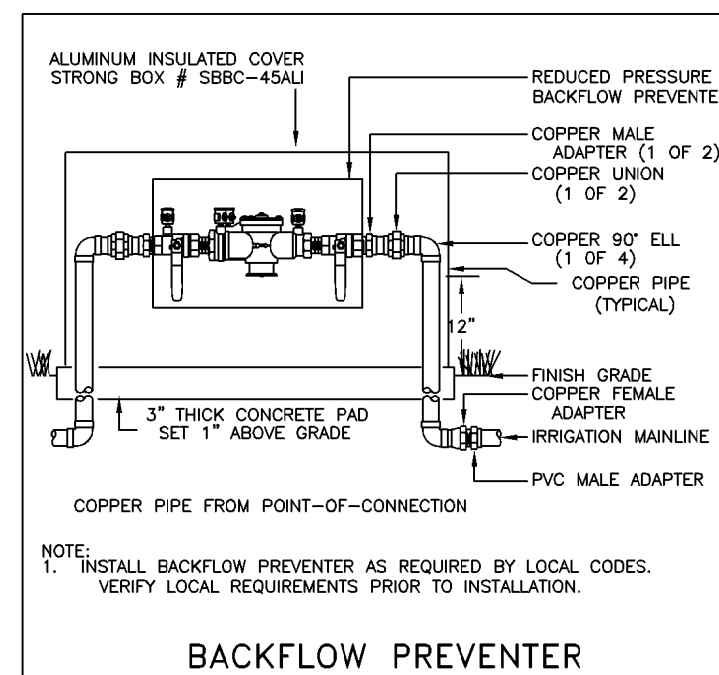 ALUMINUM INSULATED COVER
STRONG BOX # SBBC-45ALI
REDUCED PRESSURE
BACKFLOW PREVENTE
COPPER MALE
ADAPTER (1 OF 2)
COPPER UNION
(1 OF 2)
COPPER 90° ELL
(1 OF 4)
COPPER PIPE
(TYPICAL)
12"
FINISH GRADE
COPPER FEMALE
ADAPTER
3" THICK CONCRETE PAD
SET 1" ABOVE GRADE
IRRIGATION MAINLINE
PVC MALE ADAPTER
COPPER PIPE FROM POINT-OF-CONNECTION
NOTE:
1. INSTALL BACKFLOW PREVENTER AS REQUIRED BY LOCAL CODES.
VERIFY LOCAL REQUIREMENTS PRIOR TO INSTALLATION.
BACKFLOW PREVENTER